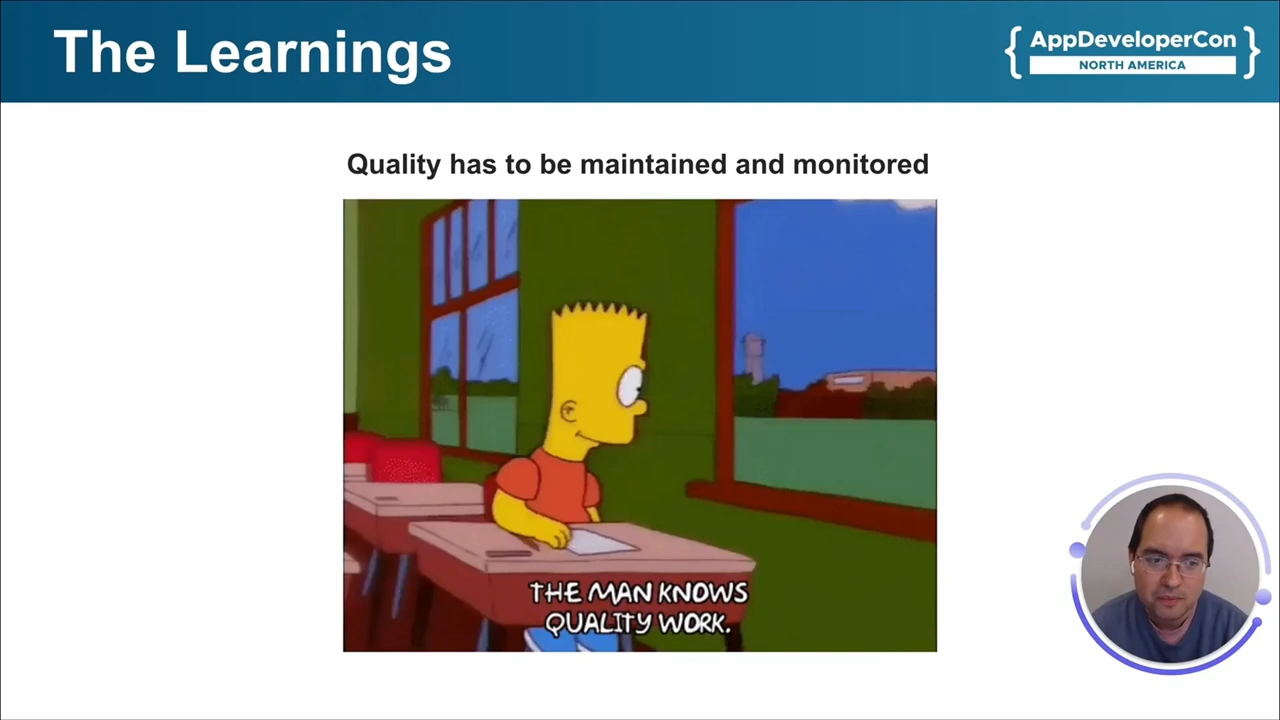 The Learnings
{ AppDeveloperCon }
NORTH AMERICA
Quality has to be maintained and monitored
THE MAN KNOWS
QUALITY WORK.